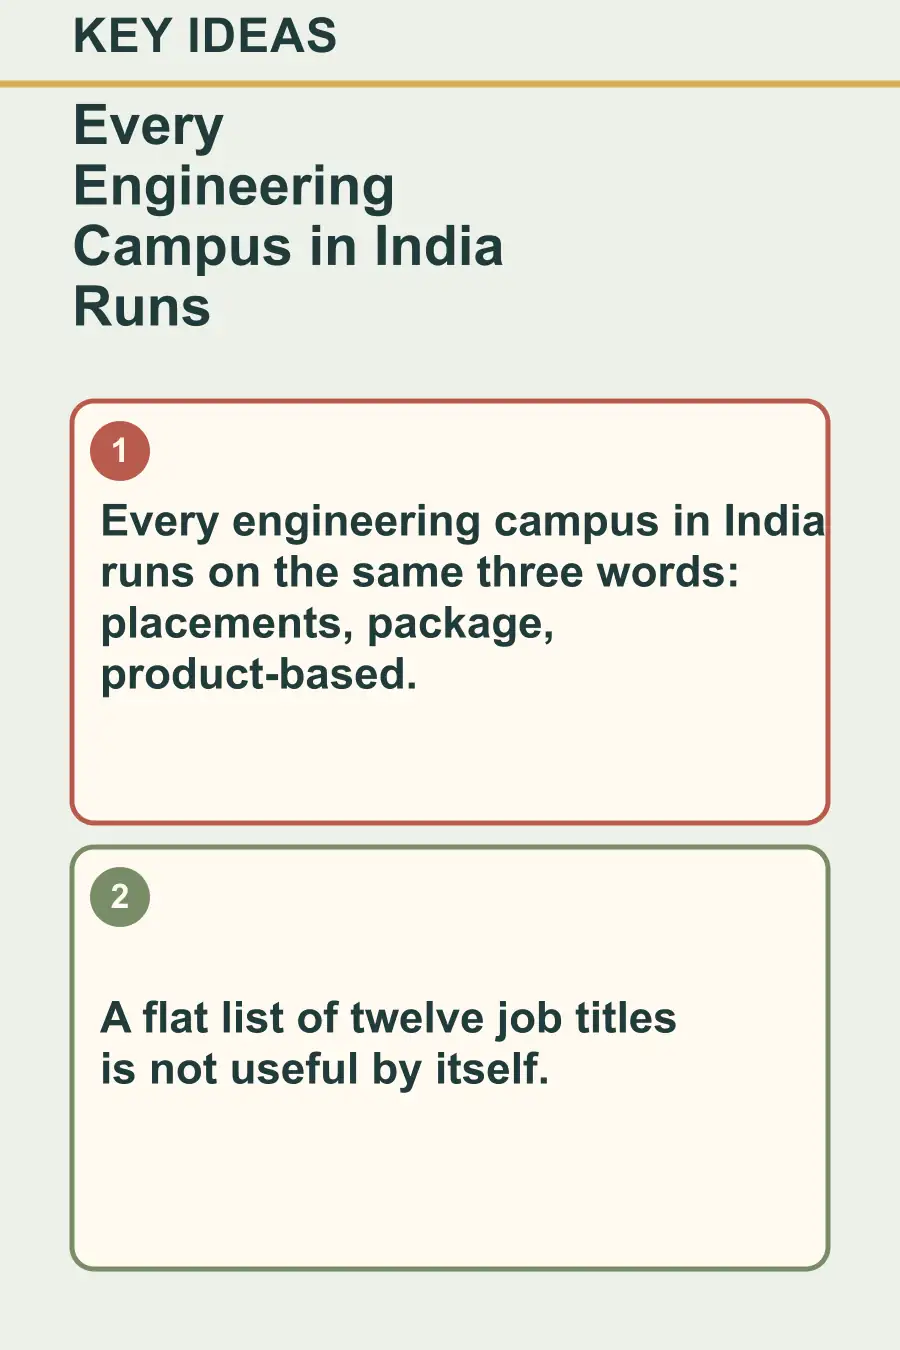 KEY IDEAS
Every
Engineering
Campus in India
Runs
1
Every engineering campus in India
runs on the same three words:
placements, package,
product-based.
2
A flat list of twelve job titles
is not useful by itself.